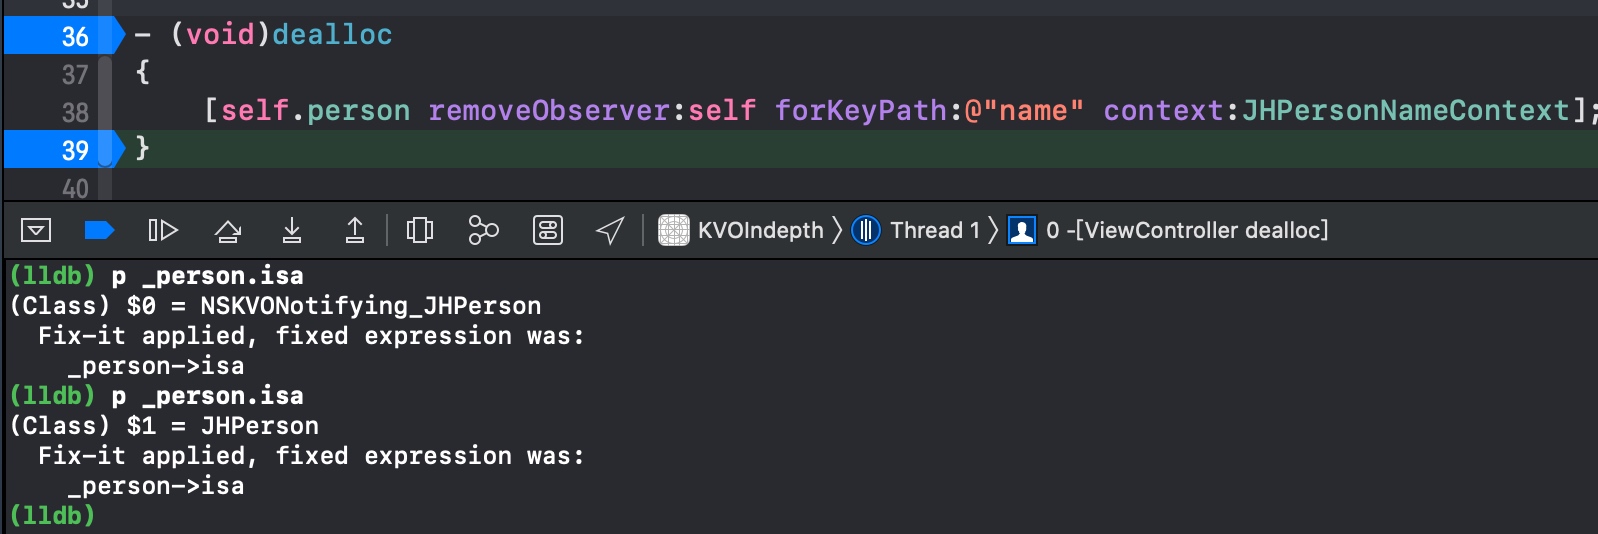 35
36 - (void)dealloc
37 {
38 [self.person removeObserver:self forKeyPath:@"name" context:JHPersonNameContext];
39 }
40
KVOIndepth 〉 Thread 1 〉 0 -[ViewController dealloc]
(lldb) p _person.isa
(Class) $0 = NSKVONotifying_JHPerson
Fix-it applied, fixed expression was:
_person->isa
(lldb) p _person.isa
(Class) $1 = JHPerson
Fix-it applied, fixed expression was:
_person->isa
(lldb)